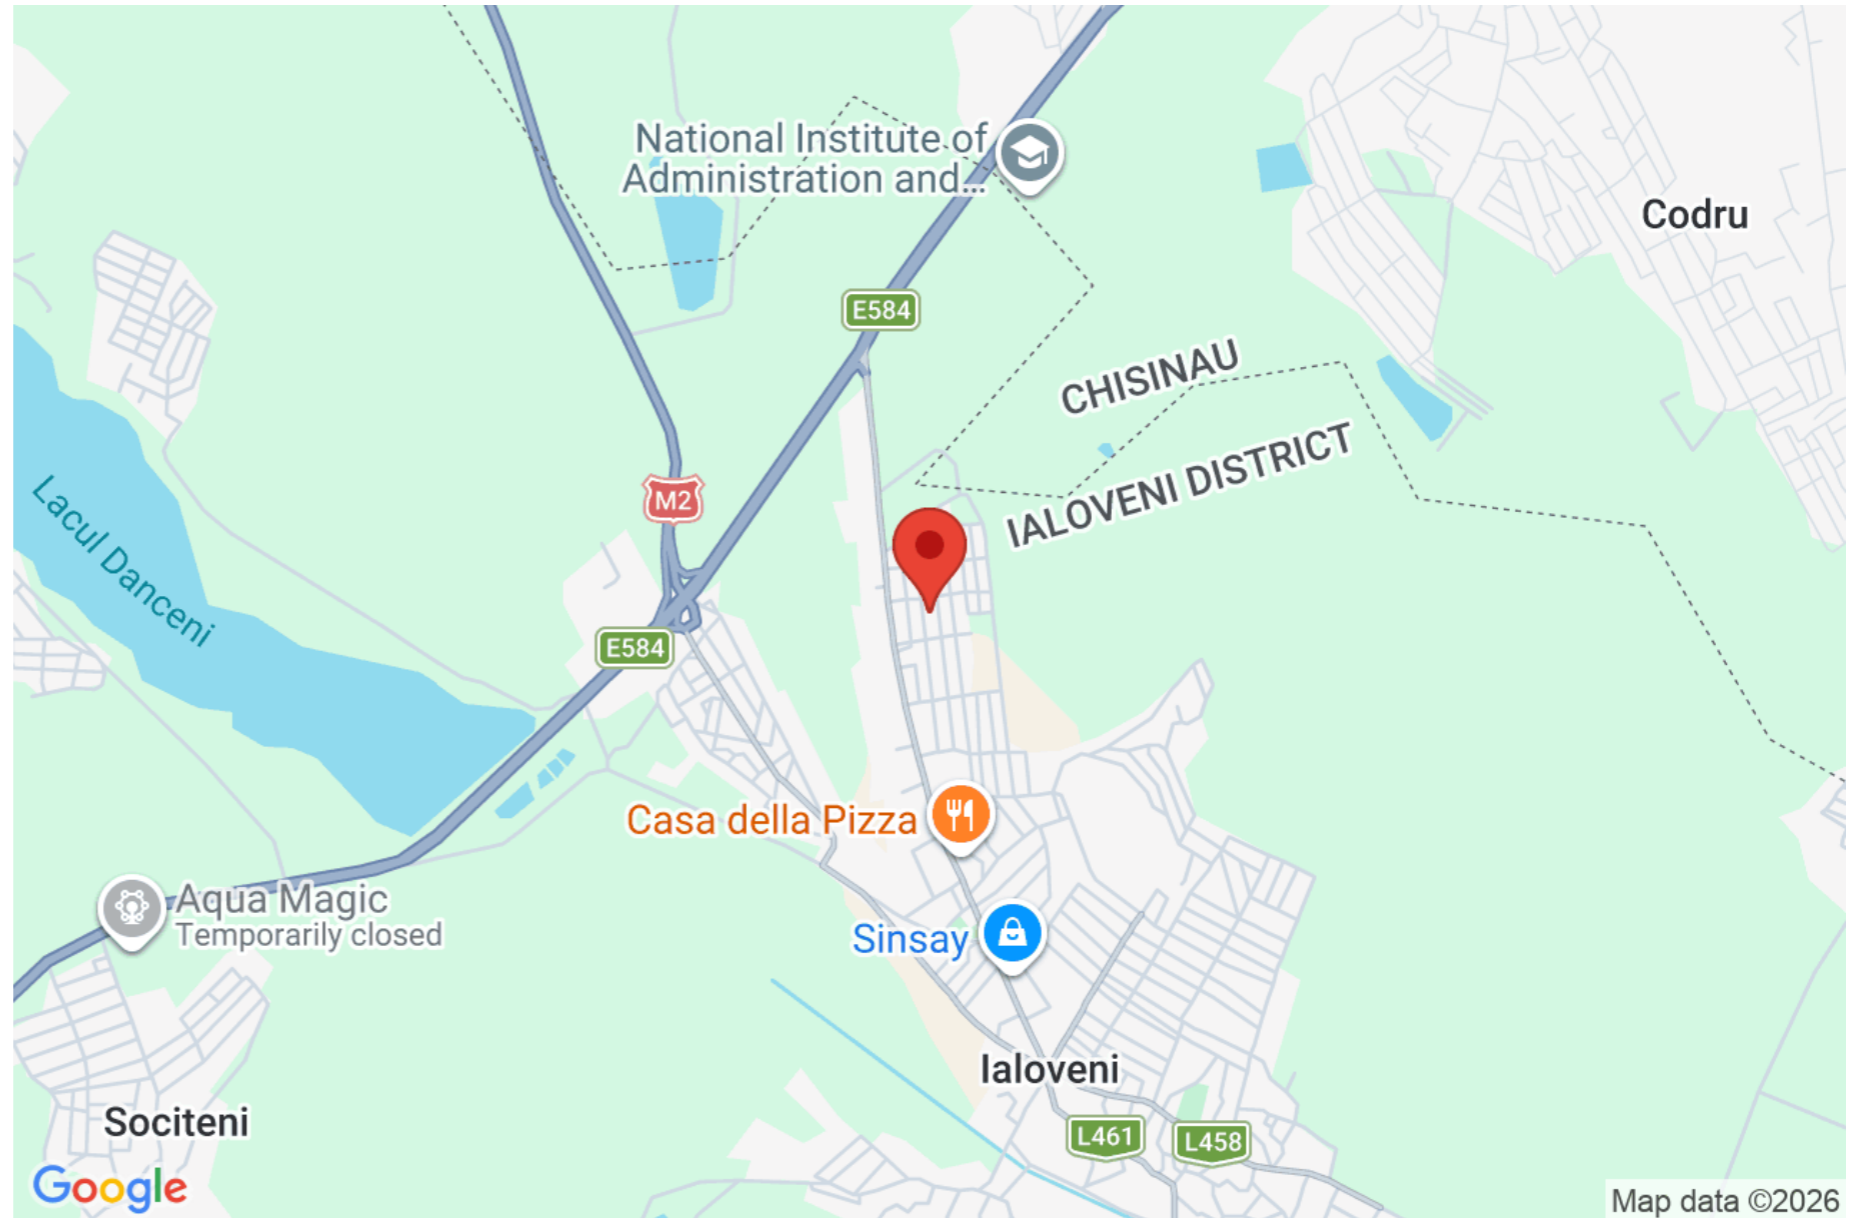 National Institute of
Administration and...
Codru
E584
CHISINAU
IALOVENI DISTRICT
M2
Lacul Danceni
E584
Casa della Pizza
Aqua Magic
Temporarily closed
Sinsay
Ialoveni
Sociteni
L461
L458
Google
Map data ©2026